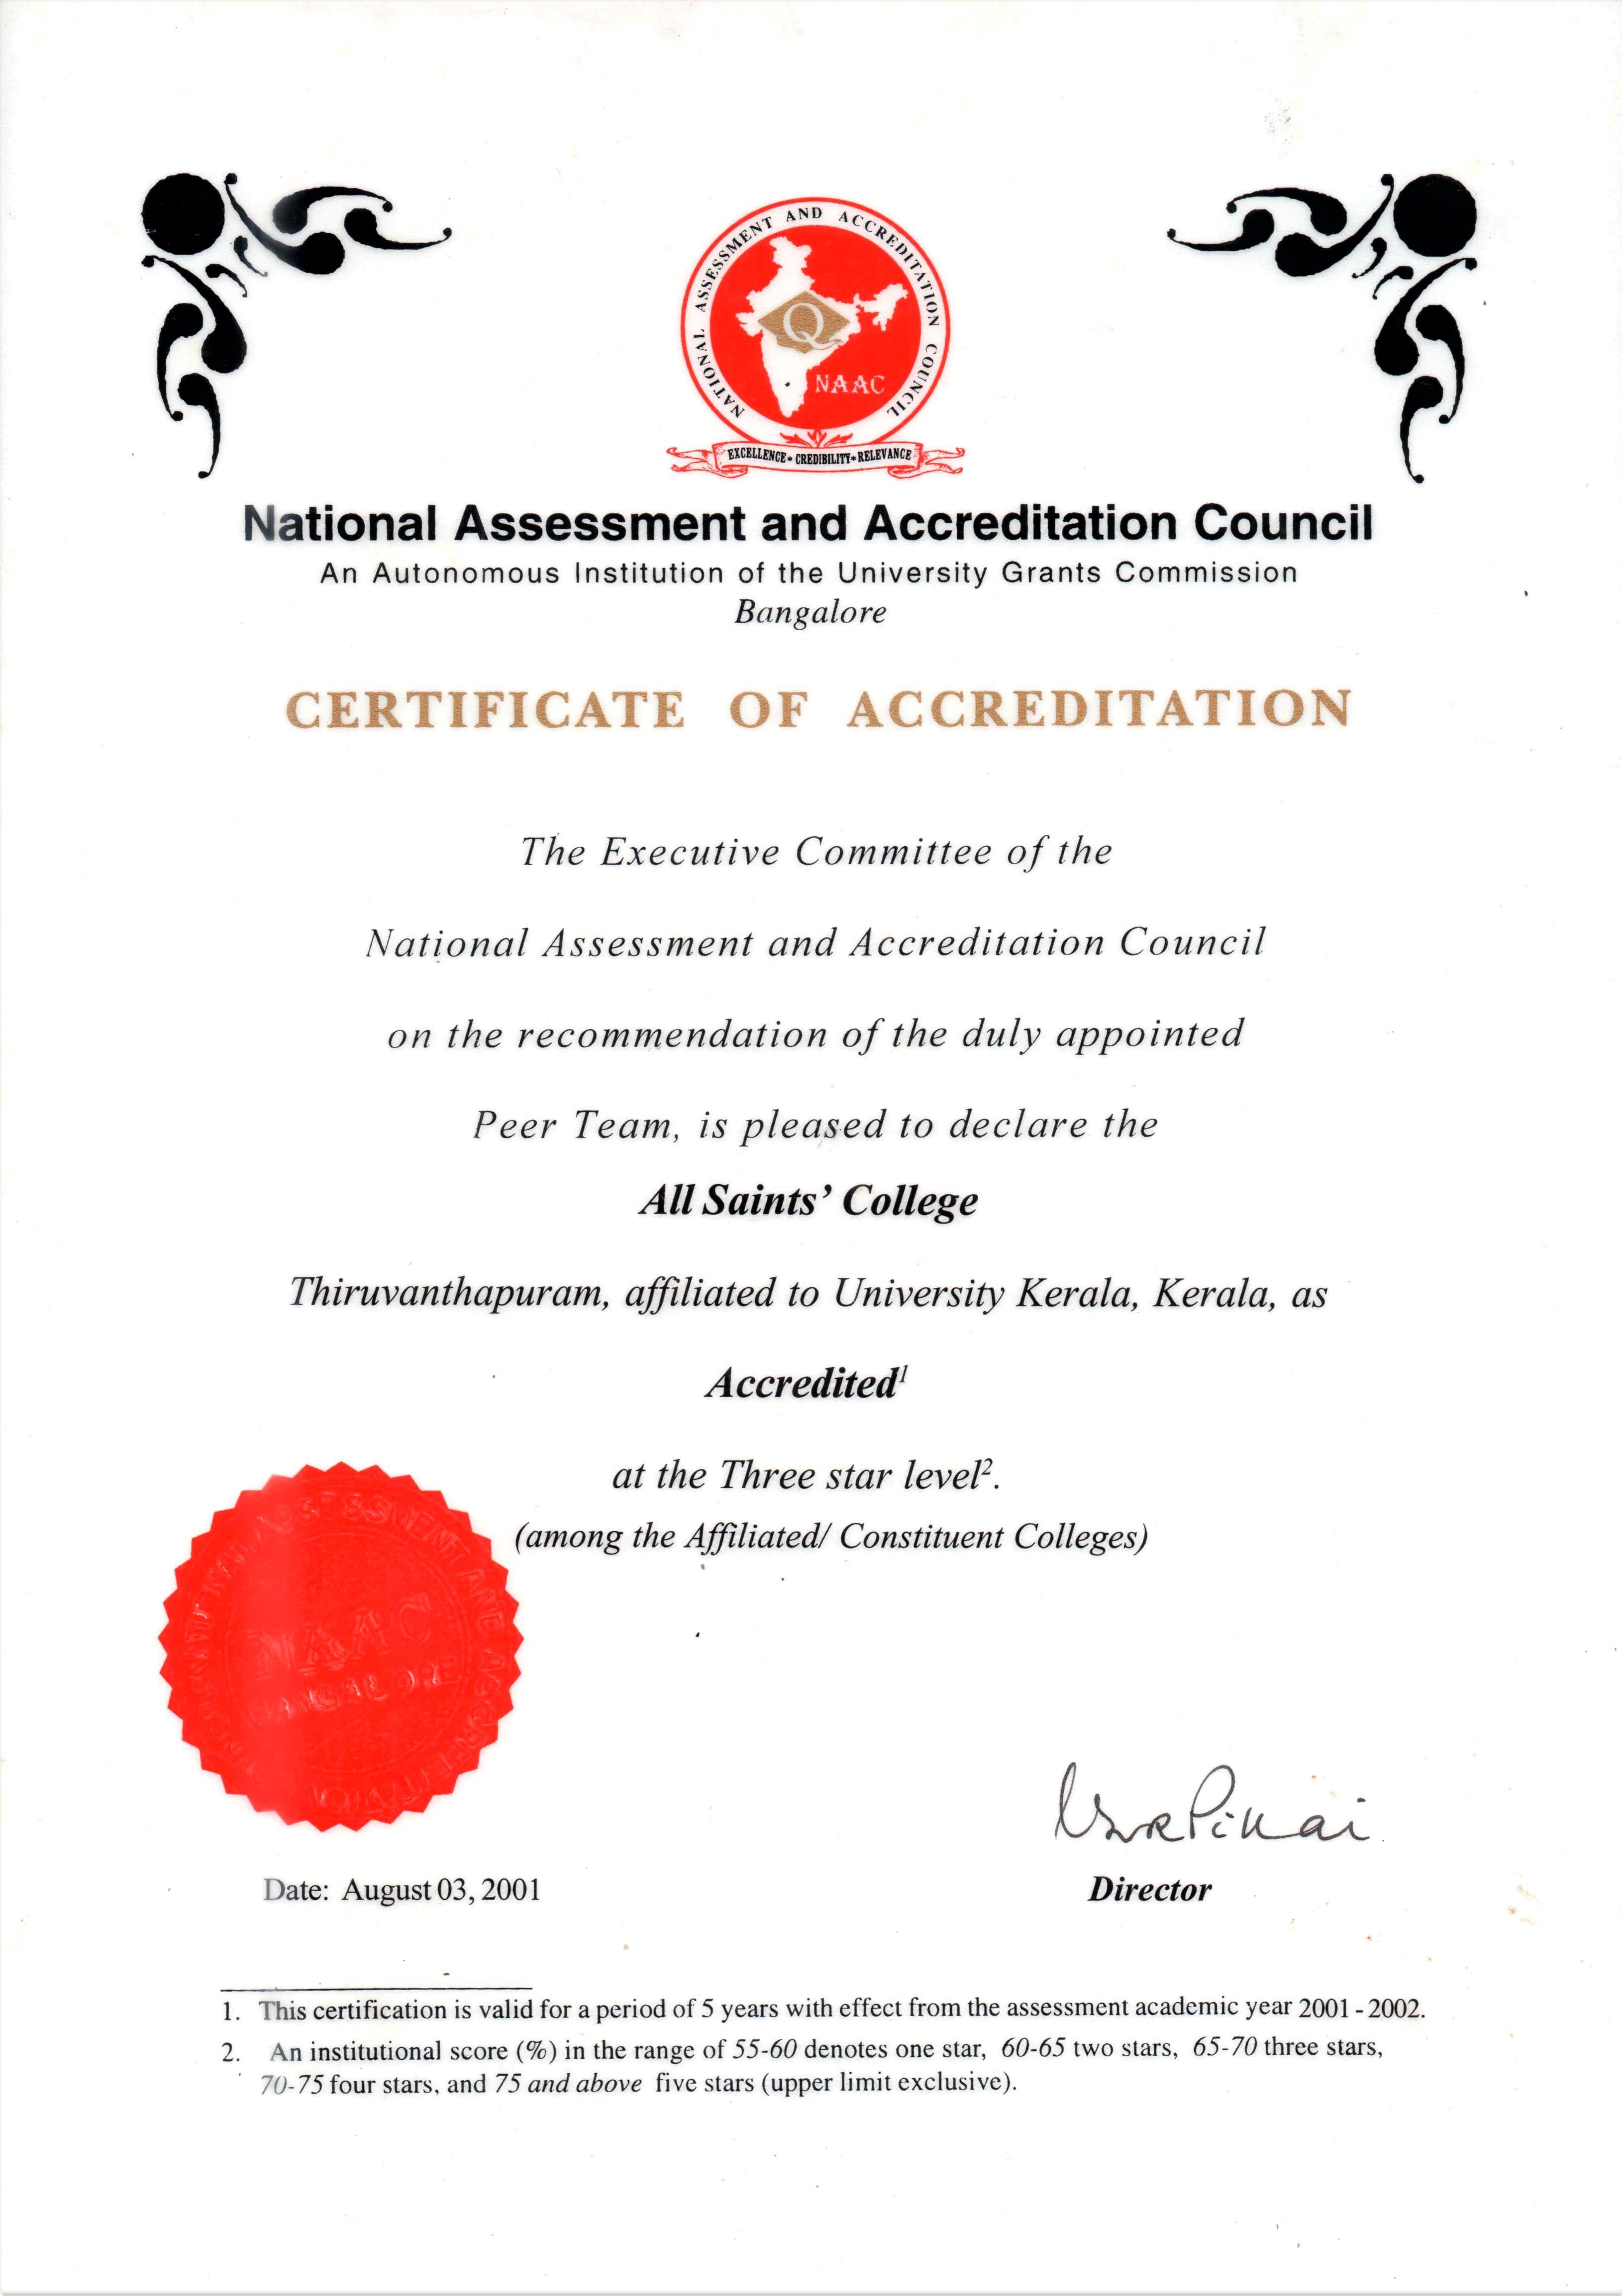 NATIONAL ASSESSMENT AND ACCREDITATION COUNCIL
Q
NAAC
EXCELLENCE * CREDIBILITY * RELEVANCE
National Assessment and Accreditation Council
An Autonomous Institution of the University Grants Commission
Bangalore
CERTIFICATE OF ACCREDITATION
The Executive Committee of the
National Assessment and Accreditation Council
on the recommendation of the duly appointed
Peer Team, is pleased to declare the
All Saints’ College
Thiruvanthapuram, affiliated to University Kerala, Kerala, as
Accredited¹
at the Three star level².
(among the Affiliated/ Constituent Colleges)
NAAC
BANGALORE
Pillai
Date: August 03, 2001
Director
1. This certification is valid for a period of 5 years with effect from the assessment academic year 2001 - 2002.
2. An institutional score (%) in the range of 55-60 denotes one star, 60-65 two stars, 65-70 three stars,
70-75 four stars, and 75 and above five stars (upper limit exclusive).